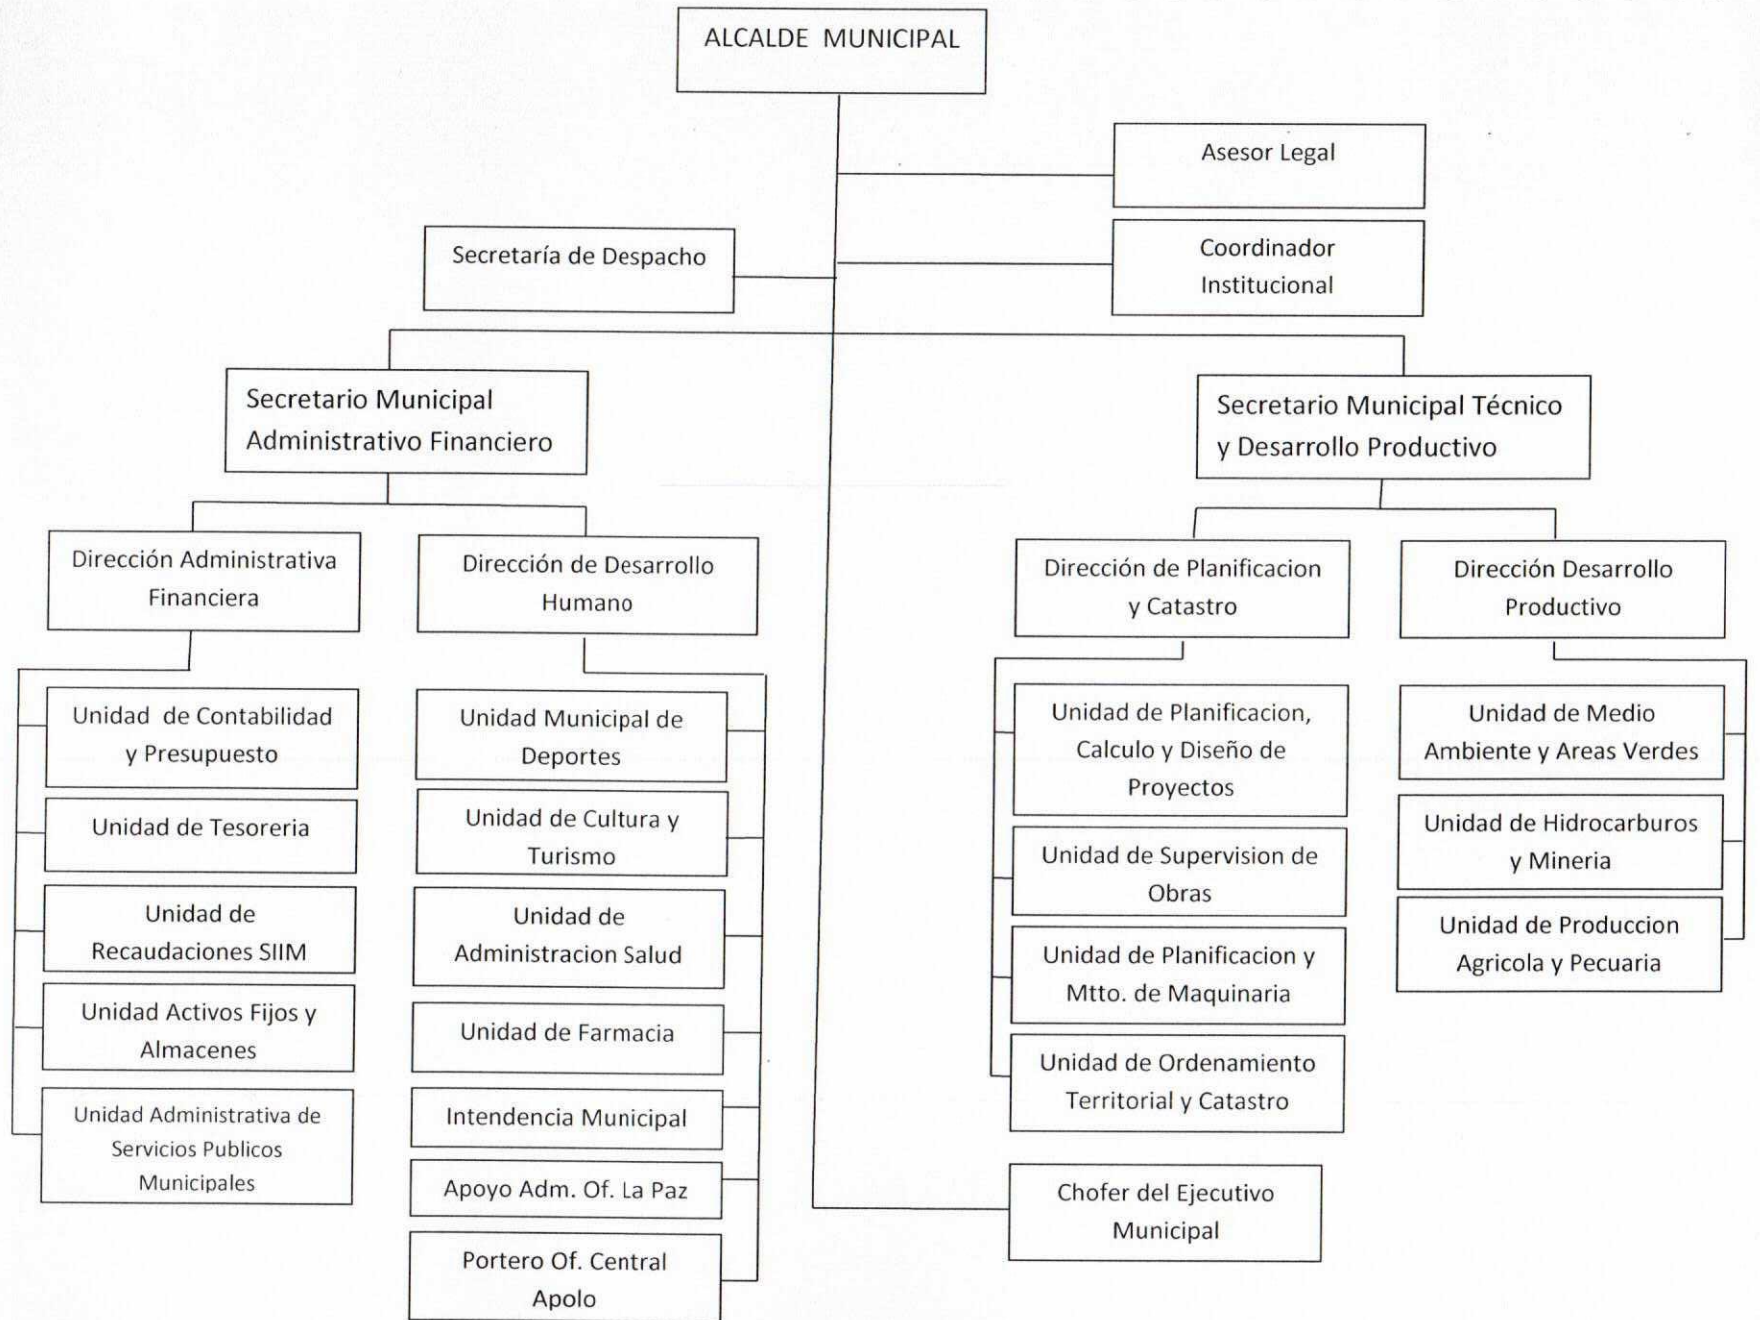 ALCALDE MUNICIPAL
Asesor Legal
Secretaría de Despacho
Coordinador
Institucional
Secretario Municipal
Administrativo Financiero
Secretario Municipal Técnico
y Desarrollo Productivo
Dirección Administrativa
Financiera
Dirección de Desarrollo
Humano
Dirección de Planificacion
y Catastro
Dirección Desarrollo
Productivo
Unidad de Contabilidad
y Presupuesto
Unidad de Tesoreria
Unidad de
Recaudaciones SIIM
Unidad Activos Fijos y
Almacenes
Unidad Administrativa de
Servicios Publicos
Municipales
Unidad Municipal de
Deportes
Unidad de Cultura y
Turismo
Unidad de
Administracion Salud
Unidad de Farmacia
Intendencia Municipal
Apoyo Adm. Of. La Paz
Portero Of. Central
Apolo
Unidad de Planificacion,
Calculo y Diseño de
Proyectos
Unidad de Supervision de
Obras
Unidad de Planificacion y
Mtto. de Maquinaria
Unidad de Ordenamiento
Territorial y Catastro
Unidad de Medio
Ambiente y Areas Verdes
Unidad de Hidrocarburos
y Mineria
Unidad de Produccion
Agricola y Pecuaria
Chofer del Ejecutivo
Municipal